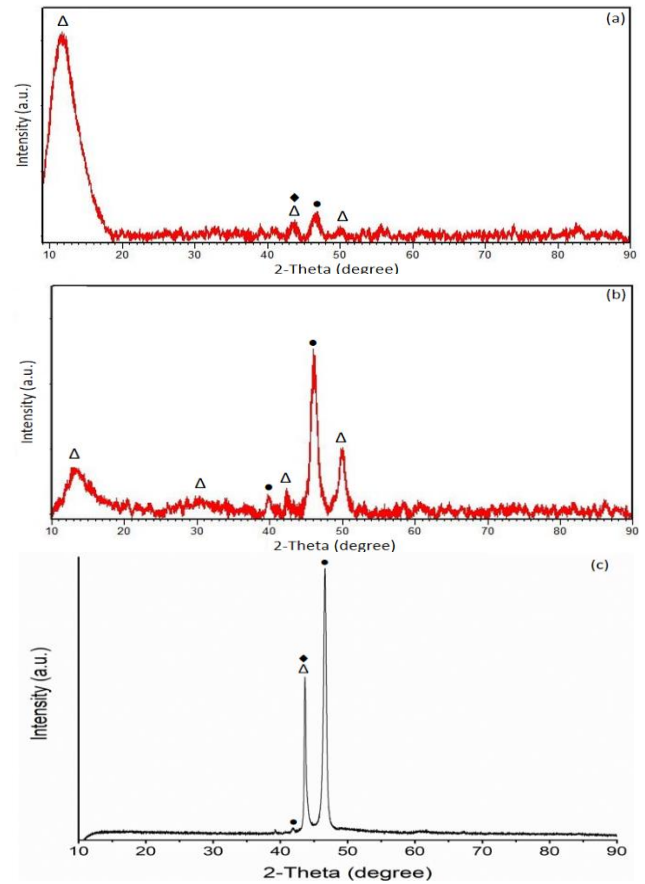 (a)
Δ
◆
Δ
●
Δ
Intensity (a.u.)
10 20 30 40 50 60 70 80 90
2-Theta (degree)
(b)
●
Δ
Δ
●
Δ
Δ
Intensity (a.u.)
10 20 30 40 50 60 70 80 90
2-Theta (degree)
(c)
●
◆
Δ
●
Intensity (a.u.)
10 20 30 40 50 60 70 80 90
2-Theta (degree)